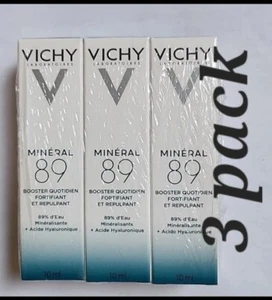 VICHY
LABORATOIRES
MINÉRAL
89
BOOSTER QUOTIDIEN
FORTIFIANT
ET REPULPANT
89% d'Eau
Minéralisante
+ Acide Hyaluronique
10 ml
VICHY
LABORATOIRES
MINÉRAL
89
BOOSTER QUOTIDIEN
FORTIFIANT
ET REPULPANT
89% d'Eau
Minéralisante
+ Acide Hyaluronique
10 ml
VICHY
MINÉRAL
89
BOOSTER QUOTIDIEN
FORTIFIANT
ET REPULPANT
89% d'Eau
Minéralisante
+ Acide Hyaluronique
10 ml
3 pack